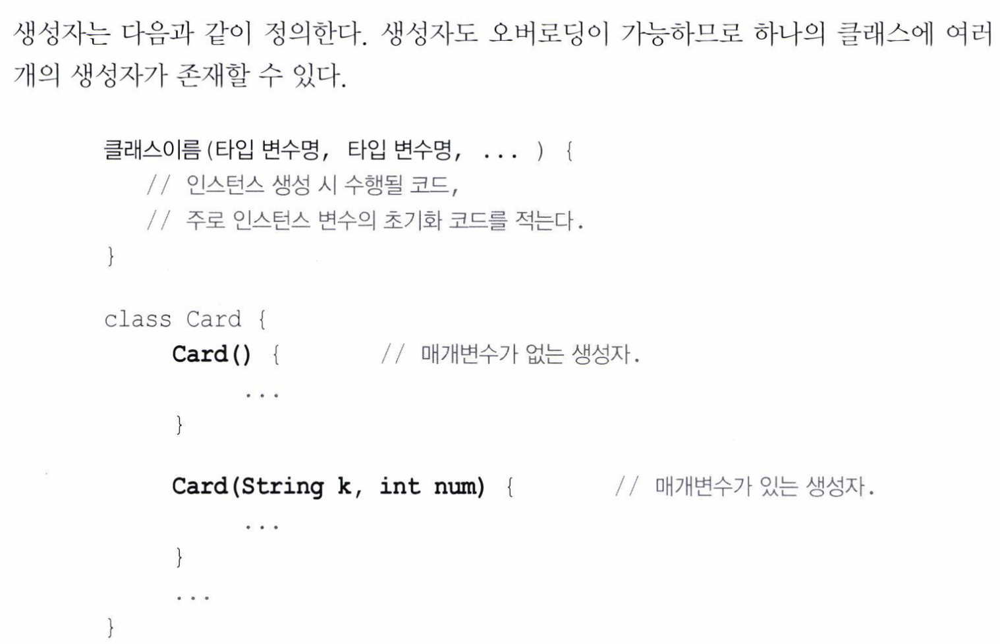 생성자는 다음과 같이 정의한다. 생성자도 오버로딩이 가능하므로 하나의 클래스에 여러
개의 생성자가 존재할 수 있다.
클래스이름(타입 변수명, 타입 변수명, ... ) {
// 인스턴스 생성 시 수행될 코드,
// 주로 인스턴스 변수의 초기화 코드를 적는다.
}
class Card {
Card() { // 매개변수가 없는 생성자.
...
}
Card(String k, int num) { // 매개변수가 있는 생성자.
...
}
...
}